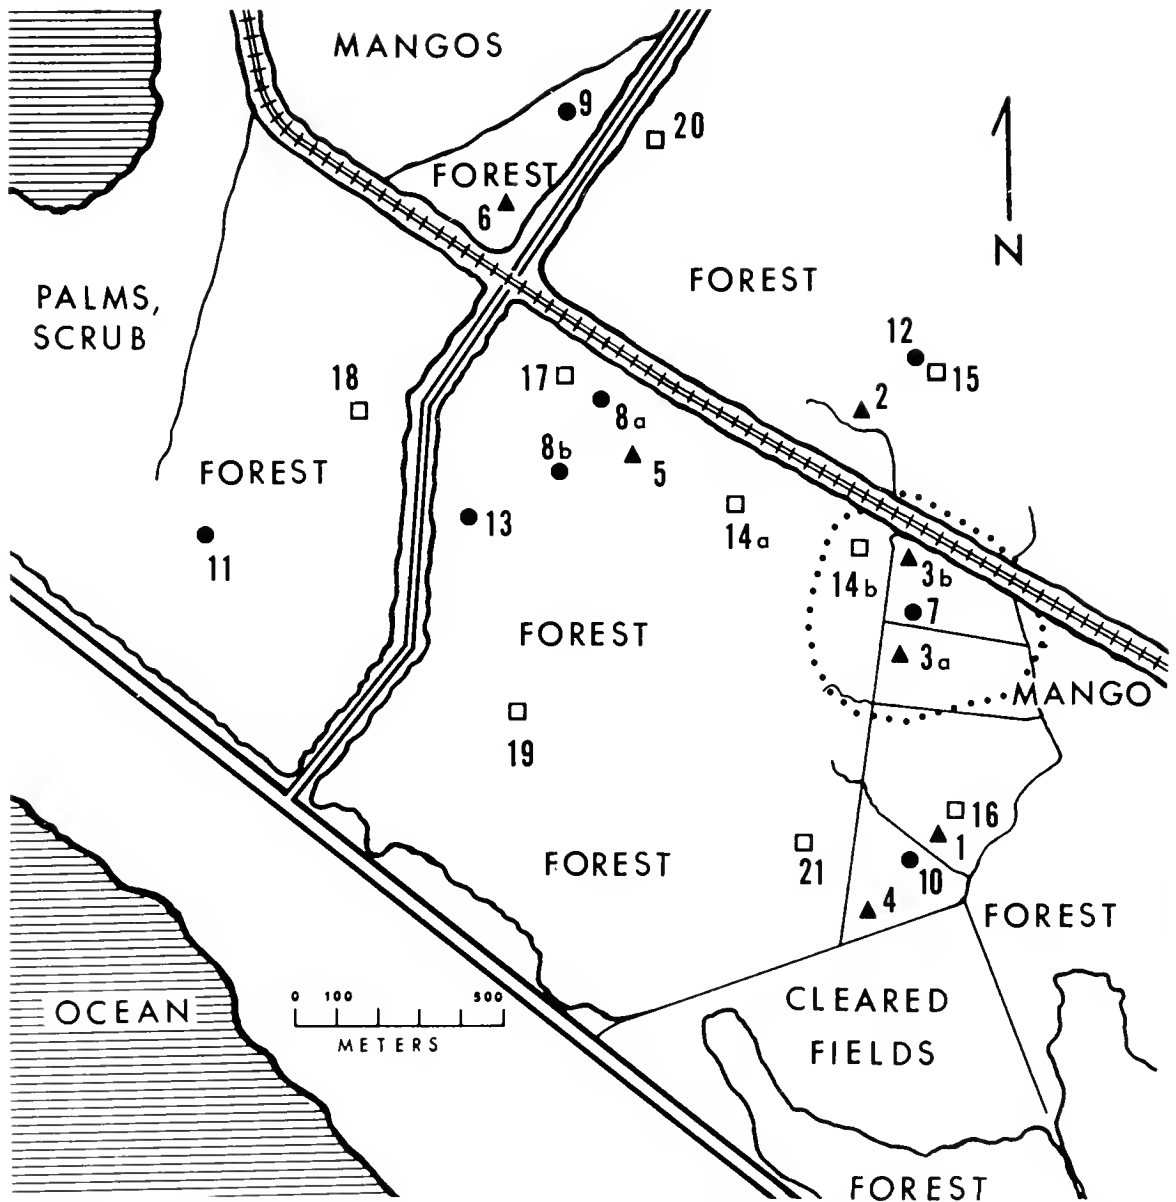 MANGOS
9
20
FOREST
6
N
FOREST
PALMS,
SCRUB
12
15
18
17
2
8a
8b
5
FOREST
13
14a
11
14b
3b
7
FOREST
3a
MANGO
19
16
1
FOREST
21
10
4
FOREST
CLEARED
FIELDS
OCEAN
0 100 500
METERS
FOREST